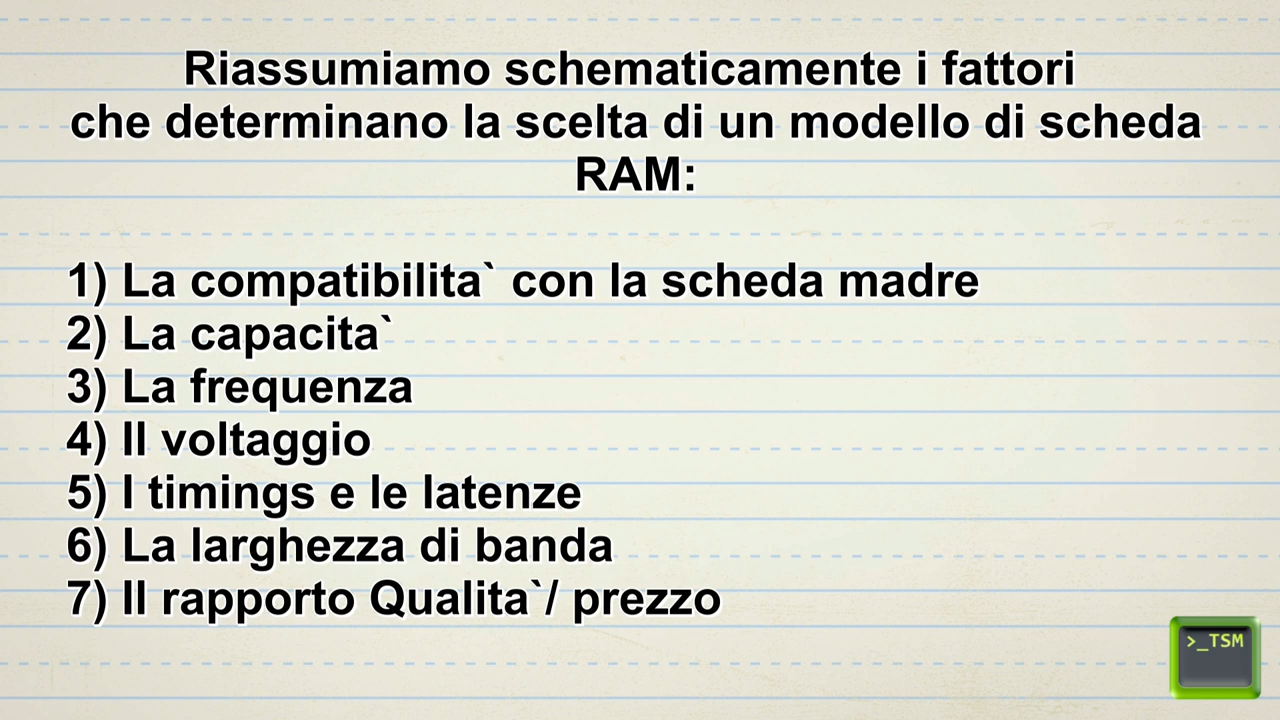 Riassumiamo schematicamente i fattori
che determinano la scelta di un modello di scheda
RAM:
1) La compatibilita` con la scheda madre
2) La capacita`
3) La frequenza
4) Il voltaggio
5) I timings e le latenze
6) La larghezza di banda
7) Il rapporto Qualita`/ prezzo
>_TSM